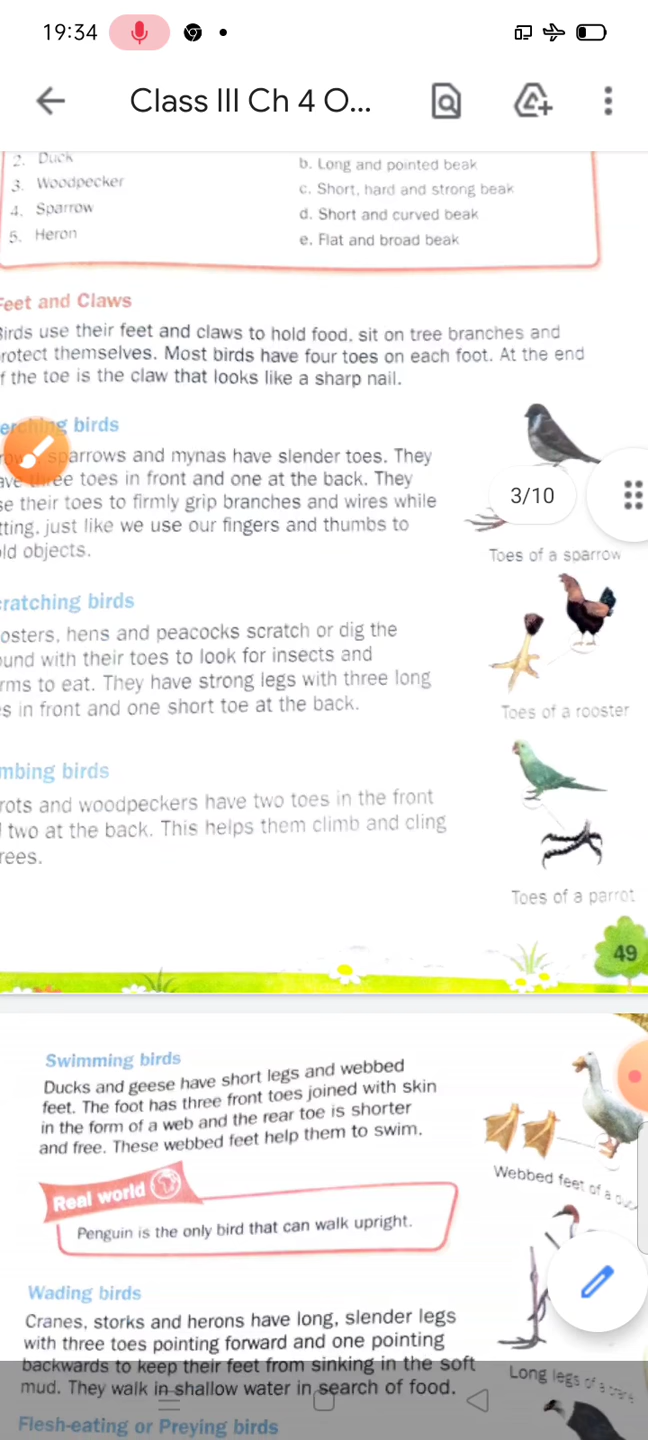 19:34
Class III Ch 4 O...
2. Duck
b. Long and pointed beak
3. Woodpecker
c. Short, hard and strong beak
4. Sparrow
d. Short and curved beak
5. Heron
e. Flat and broad beak
Feet and Claws
Birds use their feet and claws to hold food, sit on tree branches and
rotect themselves. Most birds have four toes on each foot. At the end
f the toe is the claw that looks like a sharp nail.
erching birds
sparrows and mynas have slender toes. They
ave three toes in front and one at the back. They
se their toes to firmly grip branches and wires while
tting, just like we use our fingers and thumbs to
ld objects.
3/10
Toes of a sparrow
ratching birds
osters, hens and peacocks scratch or dig the
und with their toes to look for insects and
rms to eat. They have strong legs with three long
s in front and one short toe at the back.
Toes of a rooster
mbing birds
rots and woodpeckers have two toes in the front
two at the back. This helps them climb and cling
rees.
Toes of a parrot
49
Swimming birds
Ducks and geese have short legs and webbed
feet. The foot has three front toes joined with skin
in the form of a web and the rear toe is shorter
and free. These webbed feet help them to swim.
Webbed feet of a duc
Real world
Penguin is the only bird that can walk upright.
Wading birds
Cranes, storks and herons have long, slender legs
with three toes pointing forward and one pointing
backwards to keep their feet from sinking in the soft
mud. They walk in shallow water in search of food.
Long legs of a crane
Flesh-eating or Preying birds